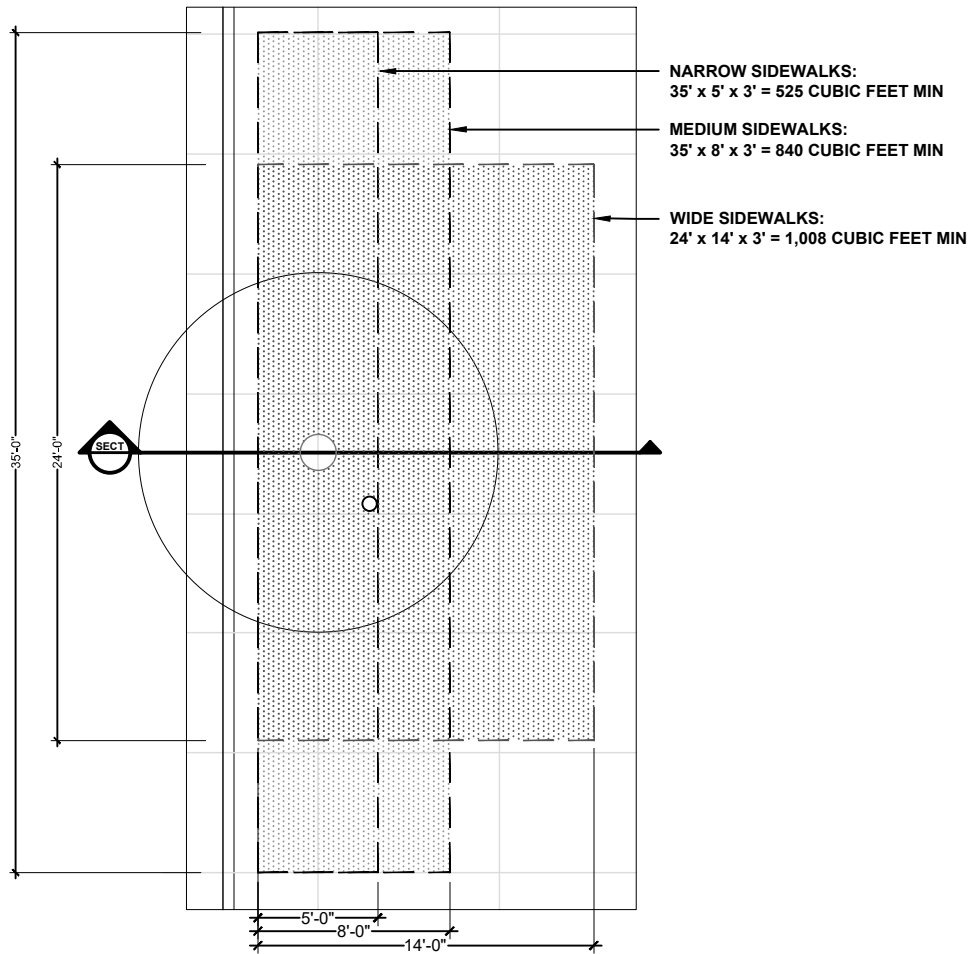 NARROW SIDEWALKS:
35' x 5' x 3' = 525 CUBIC FEET MIN
MEDIUM SIDEWALKS:
35' x 8' x 3' = 840 CUBIC FEET MIN
WIDE SIDEWALKS:
24' x 14' x 3' = 1,008 CUBIC FEET MIN
35'-0"
24'-0"
SECT
5'-0"
8'-0"
14'-0"